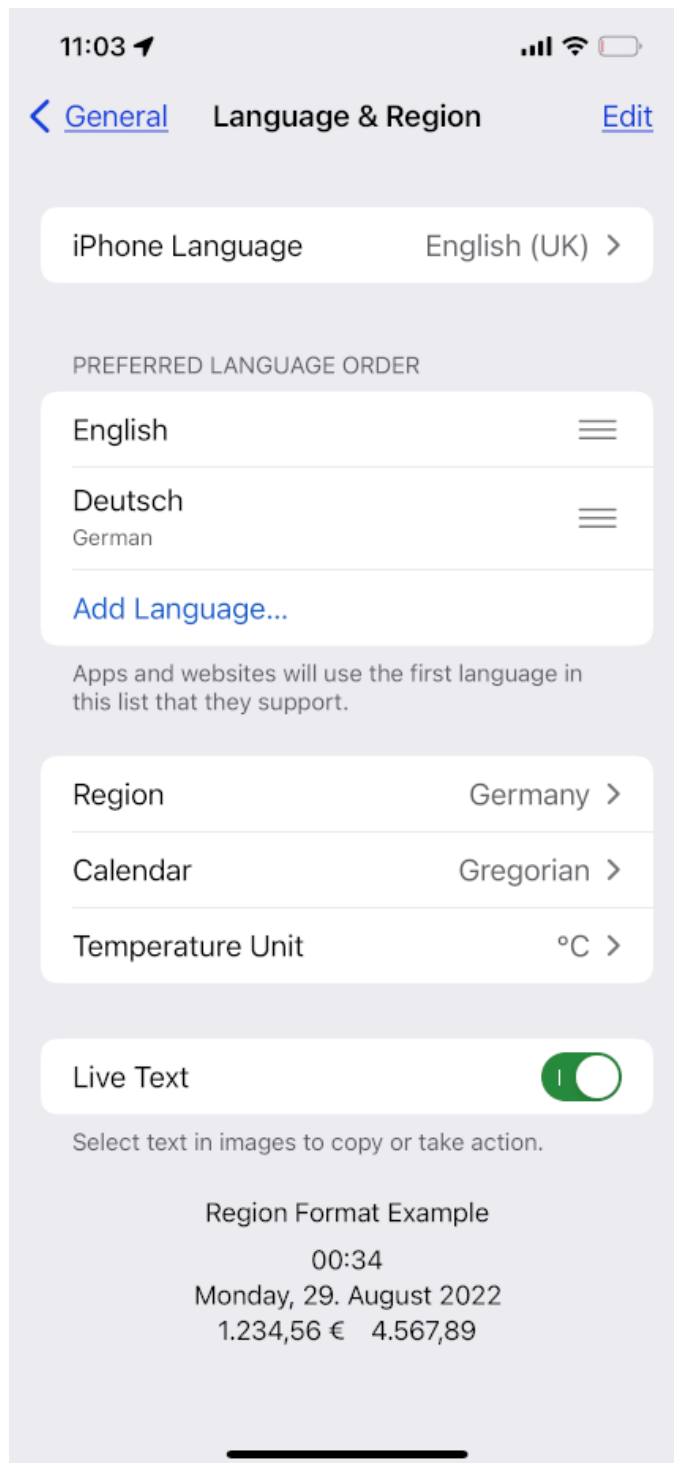 11:03
General Language & Region Edit
iPhone Language English (UK)
PREFERRED LANGUAGE ORDER
English
Deutsch
German
Add Language...
Apps and websites will use the first language in
this list that they support.
Region Germany
Calendar Gregorian
Temperature Unit °C
Live Text
Select text in images to copy or take action.
Region Format Example
00:34
Monday, 29. August 2022
1.234,56 € 4.567,89